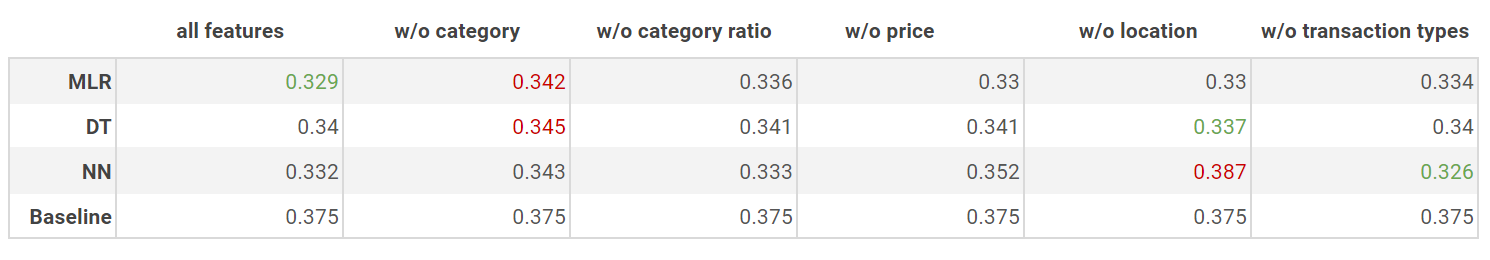 all features w/o category w/o category ratio w/o price w/o location w/o transaction types
MLR 0.329 0.342 0.336 0.33 0.33 0.334
DT 0.34 0.345 0.341 0.341 0.337 0.34
NN 0.332 0.343 0.333 0.352 0.387 0.326
Baseline 0.375 0.375 0.375 0.375 0.375 0.375